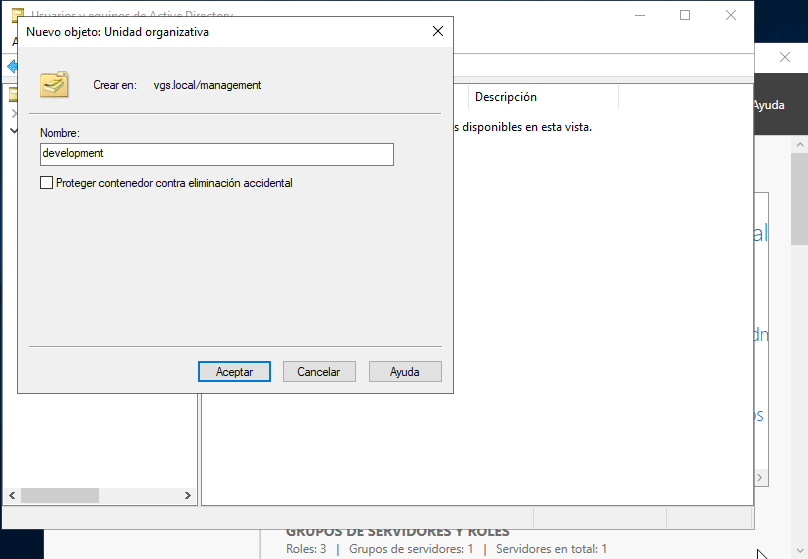 Usuarios y equipos de Active Directory
Nuevo objeto: Unidad organizativa
A
Crear en: vgs.local/management
Descripción
Ayuda
Nombre:
s disponibles en esta vista.
development
Proteger contenedor contra eliminación accidental
al
dn
Aceptar Cancelar Ayuda
os
GRUPOS DE SERVIDORES Y ROLES
Roles: 3 | Grupos de servidores: 1 | Servidores en total: 1